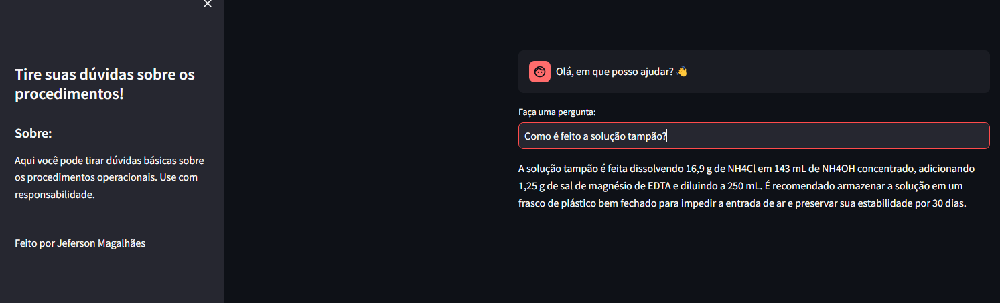 Tire suas dúvidas sobre os
procedimentos!
Sobre:
Aqui você pode tirar dúvidas básicas sobre
os procedimentos operacionais. Use com
responsabilidade.
Feito por Jeferson Magalhães
Olá, em que posso ajudar? 👋
Faça uma pergunta:
Como é feito a solução tampão?
A solução tampão é feita dissolvendo 16,9 g de NH4Cl em 143 mL de NH4OH concentrado, adicionando
1,25 g de sal de magnésio de EDTA e diluindo a 250 mL. É recomendado armazenar a solução em um
frasco de plástico bem fechado para impedir a entrada de ar e preservar sua estabilidade por 30 dias.